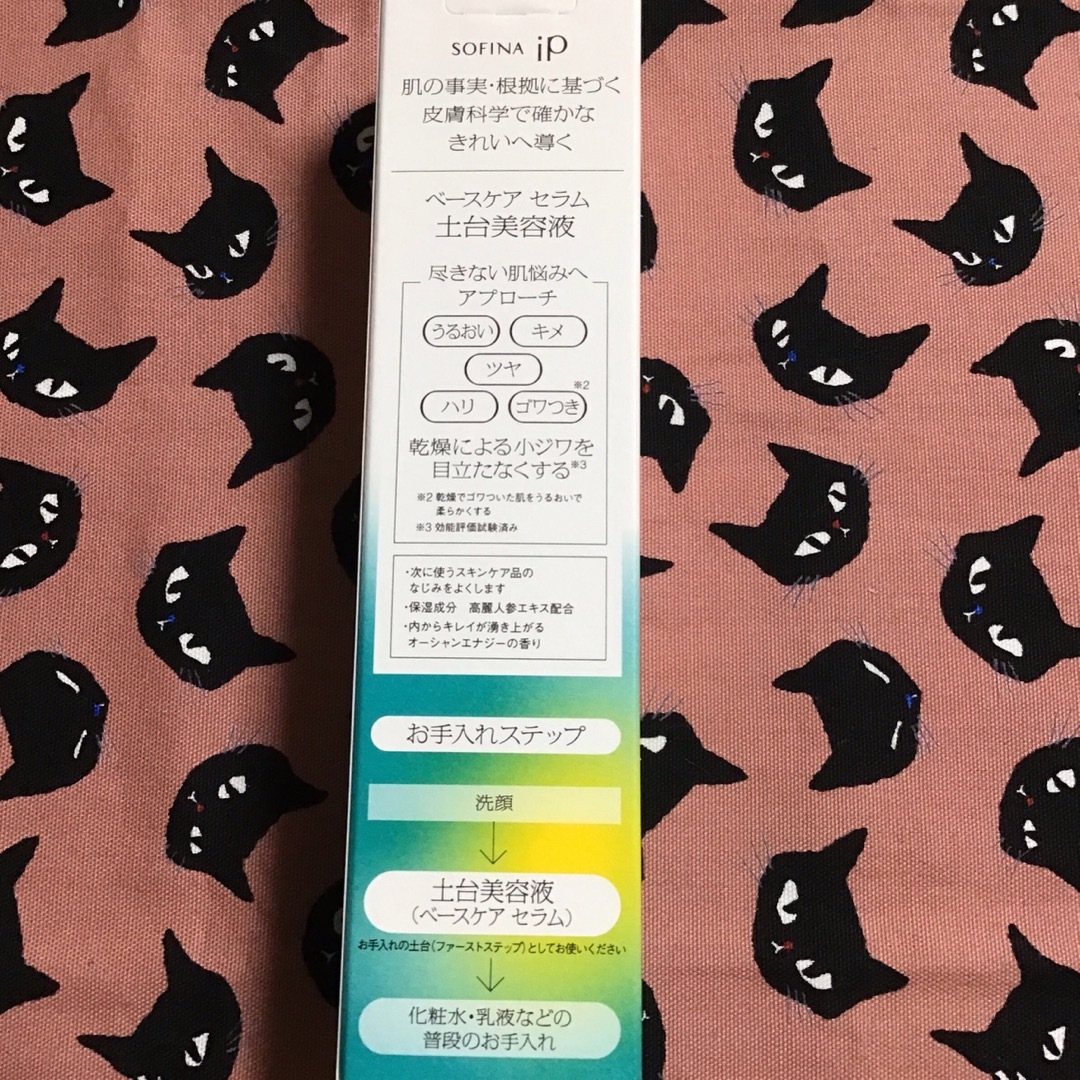 SOFINA iP
肌の事実・根拠に基づく
皮膚科学で確かな
きれいへ導く
ベースケア セラム
土台美容液
尽きない肌悩みへ
アプローチ
うるおい キメ
ツヤ
ハリ ゴワつき※2
乾燥による小ジワを
目立たなくする※3
※2 乾燥でゴワついた肌をうるおいで
柔らかくする
※3 効能評価試験済み
・次に使うスキンケア品の
なじみをよくします
・保湿成分 高麗人参エキス配合
・内からキレイが湧き上がる
オーシャンエナジーの香り
お手入れステップ
洗顔
土台美容液
(ベースケア セラム)
お手入れの土台(ファーストステップ)としてお使いください
化粧水・乳液などの
普段のお手入れ